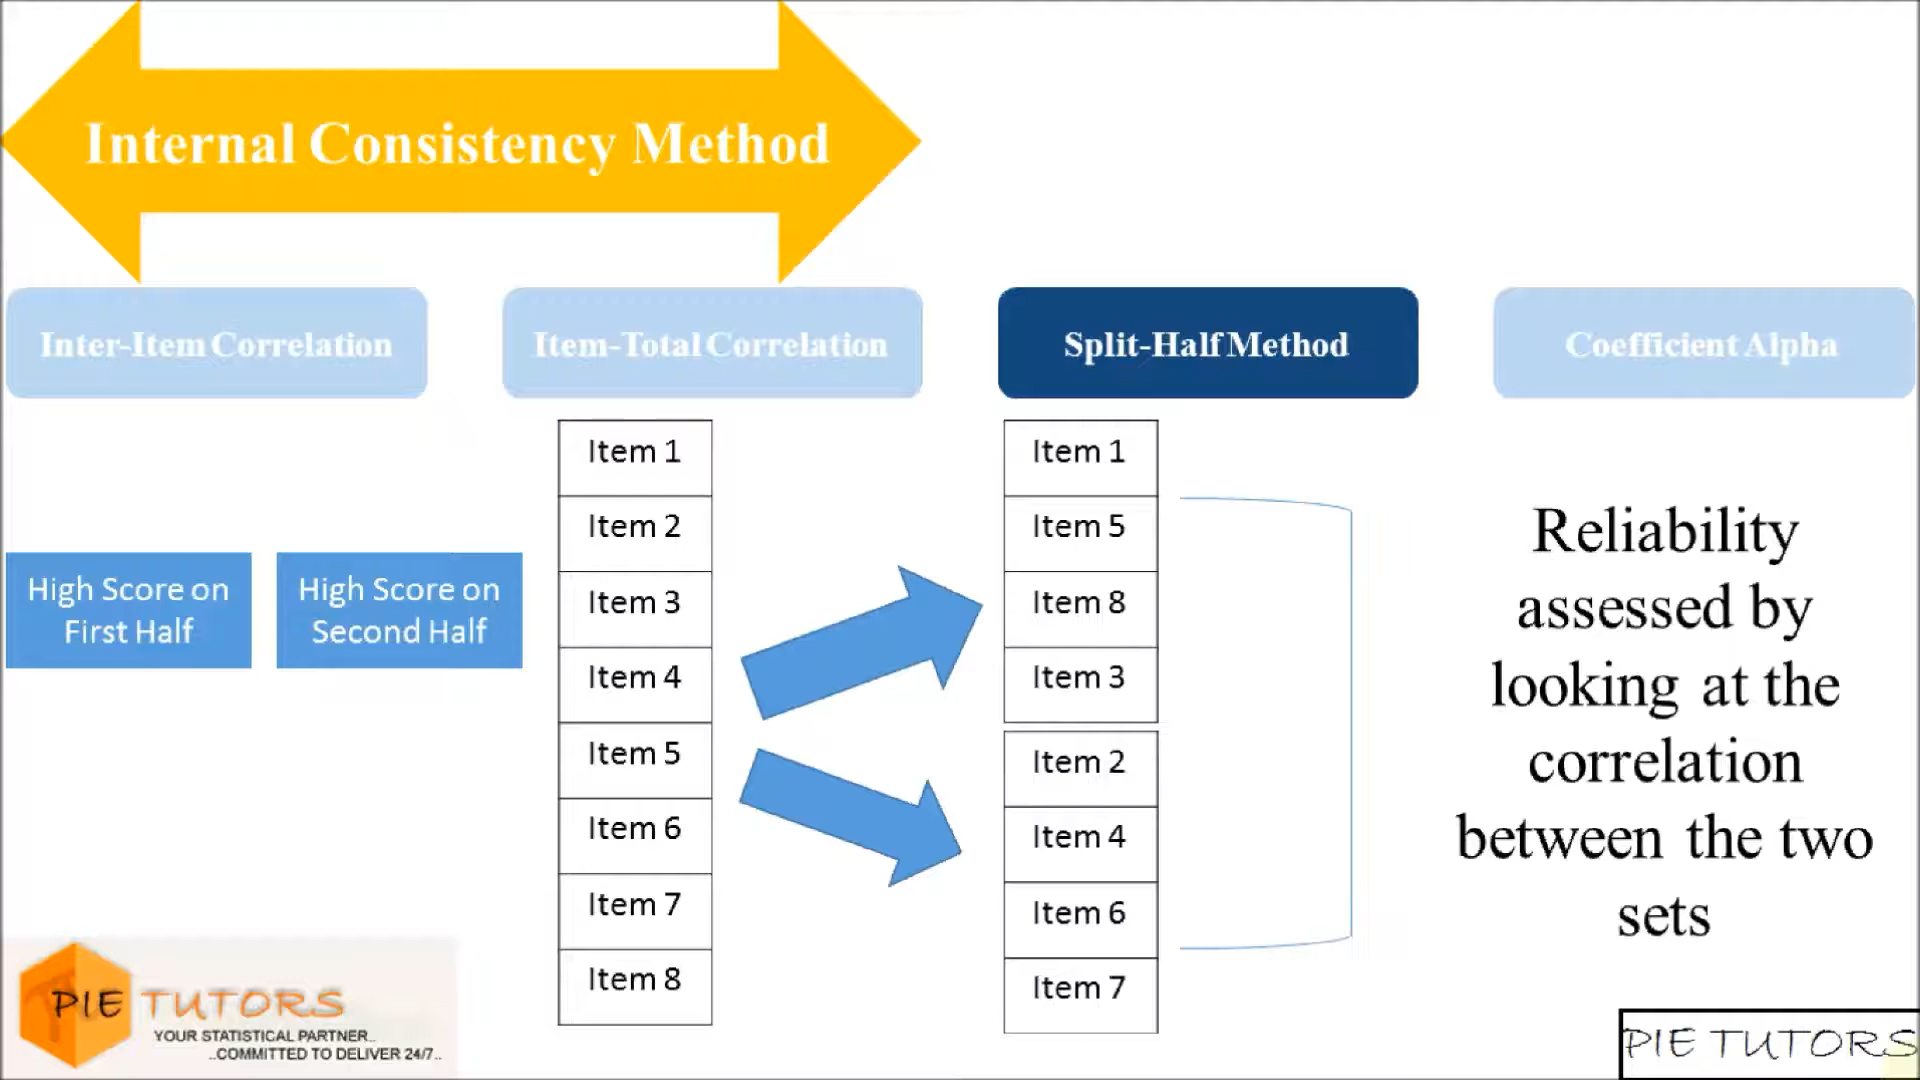 Internal Consistency Method
Inter-Item Correlation
Item-Total Correlation
Split-Half Method
Coefficient Alpha
High Score on
First Half
High Score on
Second Half
Item 1
Item 2
Item 3
Item 4
Item 5
Item 6
Item 7
Item 8
Item 1
Item 5
Item 8
Item 3
Item 2
Item 4
Item 6
Item 7
Reliability
assessed by
looking at the
correlation
between the two
sets
PIE TUTORS
YOUR STATISTICAL PARTNER..
..COMMITTED TO DELIVER 24/7..
PIE TUTORS